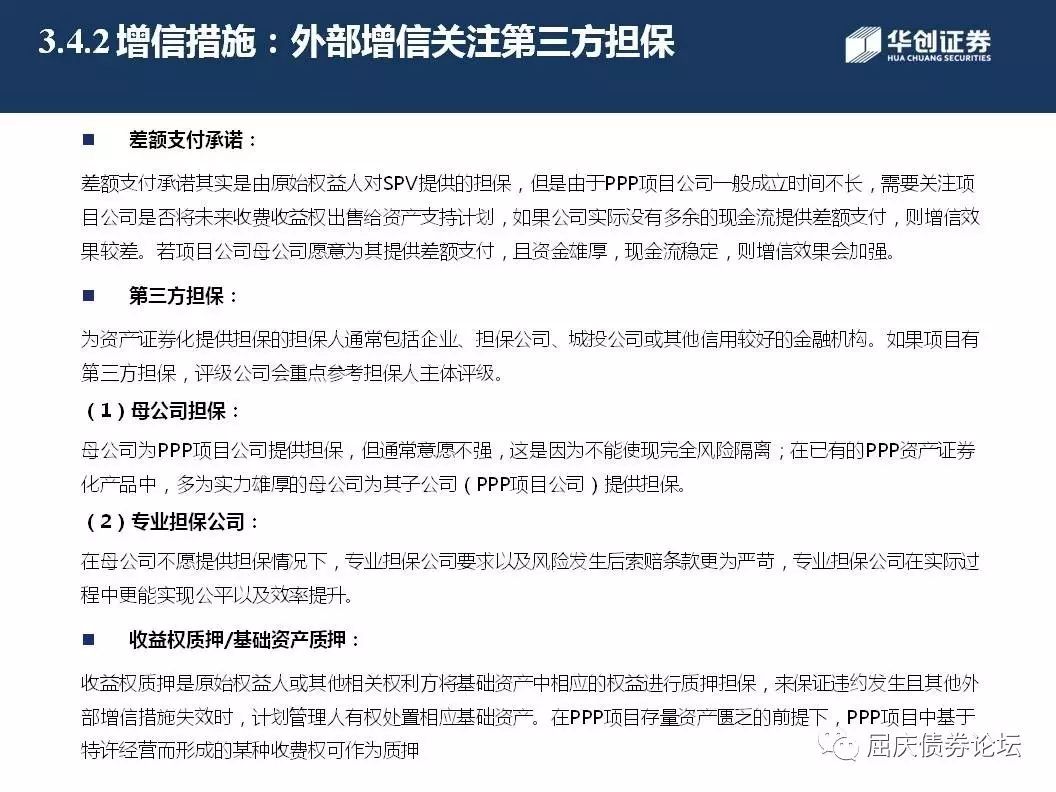 3.4.2增信措施：外部增信关注第三方担保
华创证券
HUA CHUANG SECURITIES
■ 差额支付承诺：
差额支付承诺其实是由原始权益人对SPV提供的担保，但是由于PPP项目公司一般成立时间不长，需要关注项
目公司是否将未来收费收益权出售给资产支持计划，如果公司实际没有多余的现金流提供差额支付，则增信效
果较差。若项目公司母公司愿意为其提供差额支付，且资金雄厚，现金流稳定，则增信效果会加强。
■ 第三方担保：
为资产证券化提供担保的担保人通常包括企业、担保公司、城投公司或其他信用较好的金融机构。如果项目有
第三方担保，评级公司会重点参考担保人主体评级。
（1）母公司担保：
母公司为PPP项目公司提供担保，但通常意愿不强，这是因为不能使现完全风险隔离；在已有的PPP资产证券
化产品中，多为实力雄厚的母公司为其子公司（PPP项目公司）提供担保。
（2）专业担保公司：
在母公司不愿提供担保情况下，专业担保公司要求以及风险发生后索赔条款更为严苛，专业担保公司在实际过
程中更能实现公平以及效率提升。
■ 收益权质押/基础资产质押：
收益权质押是原始权益人或其他相关权利方将基础资产中相应的权益进行质押担保，来保证违约发生且其他外
部增信措施失效时，计划管理人有权处置相应基础资产。在PPP项目存量资产匮乏的前提下，PPP项目中基于
特许经营而形成的某种收费权可作为质押
屈庆债券论坛